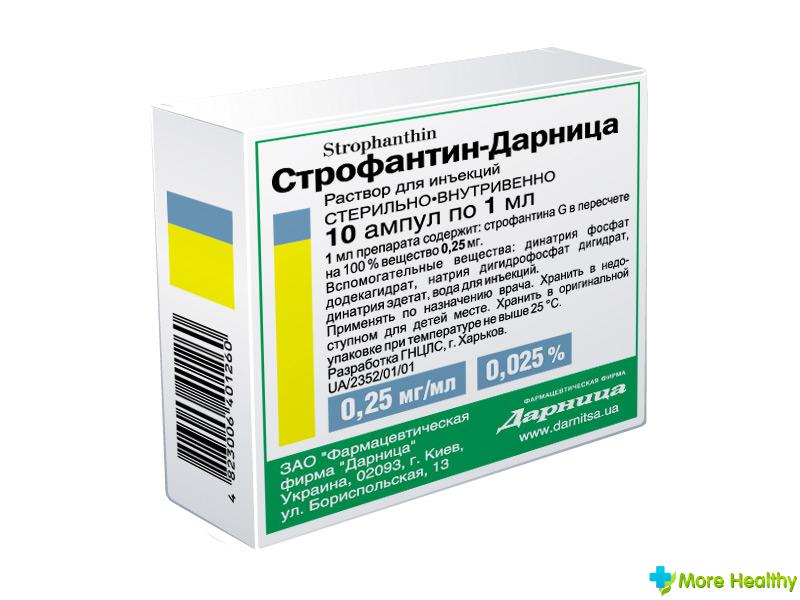 Strophanthin
Строфантин-Дарница
Раствор для инъекций
СТЕРИЛЬНО•ВНУТРИВЕННО
10 ампул по 1 мл
1 мл препарата содержит: строфантина G в пересчете
на 100 % вещество 0,25 мг.
Вспомогательные вещества: динатрия фосфат
додекагидрат, натрия дигидрофосфат дигидрат,
динатрия эдетат, вода для инъекций.
Применять по назначению врача. Хранить в недо-
ступном для детей месте. Хранить в оригинальной
упаковке при температуре не выше 25 °С.
Разработка ГНЦЛС, г. Харьков.
UA/2352/01/01
0,25 мг/мл
0,025 %
ФАРМАЦЕВТИЧЕСКАЯ ФИРМА
Дарница
www.darnitsa.ua
ЗАО "Фармацевтическая
фирма "Дарница"
Украина, 02093, г. Киев,
ул. Бориспольская, 13
4 823006 401260
More Healthy